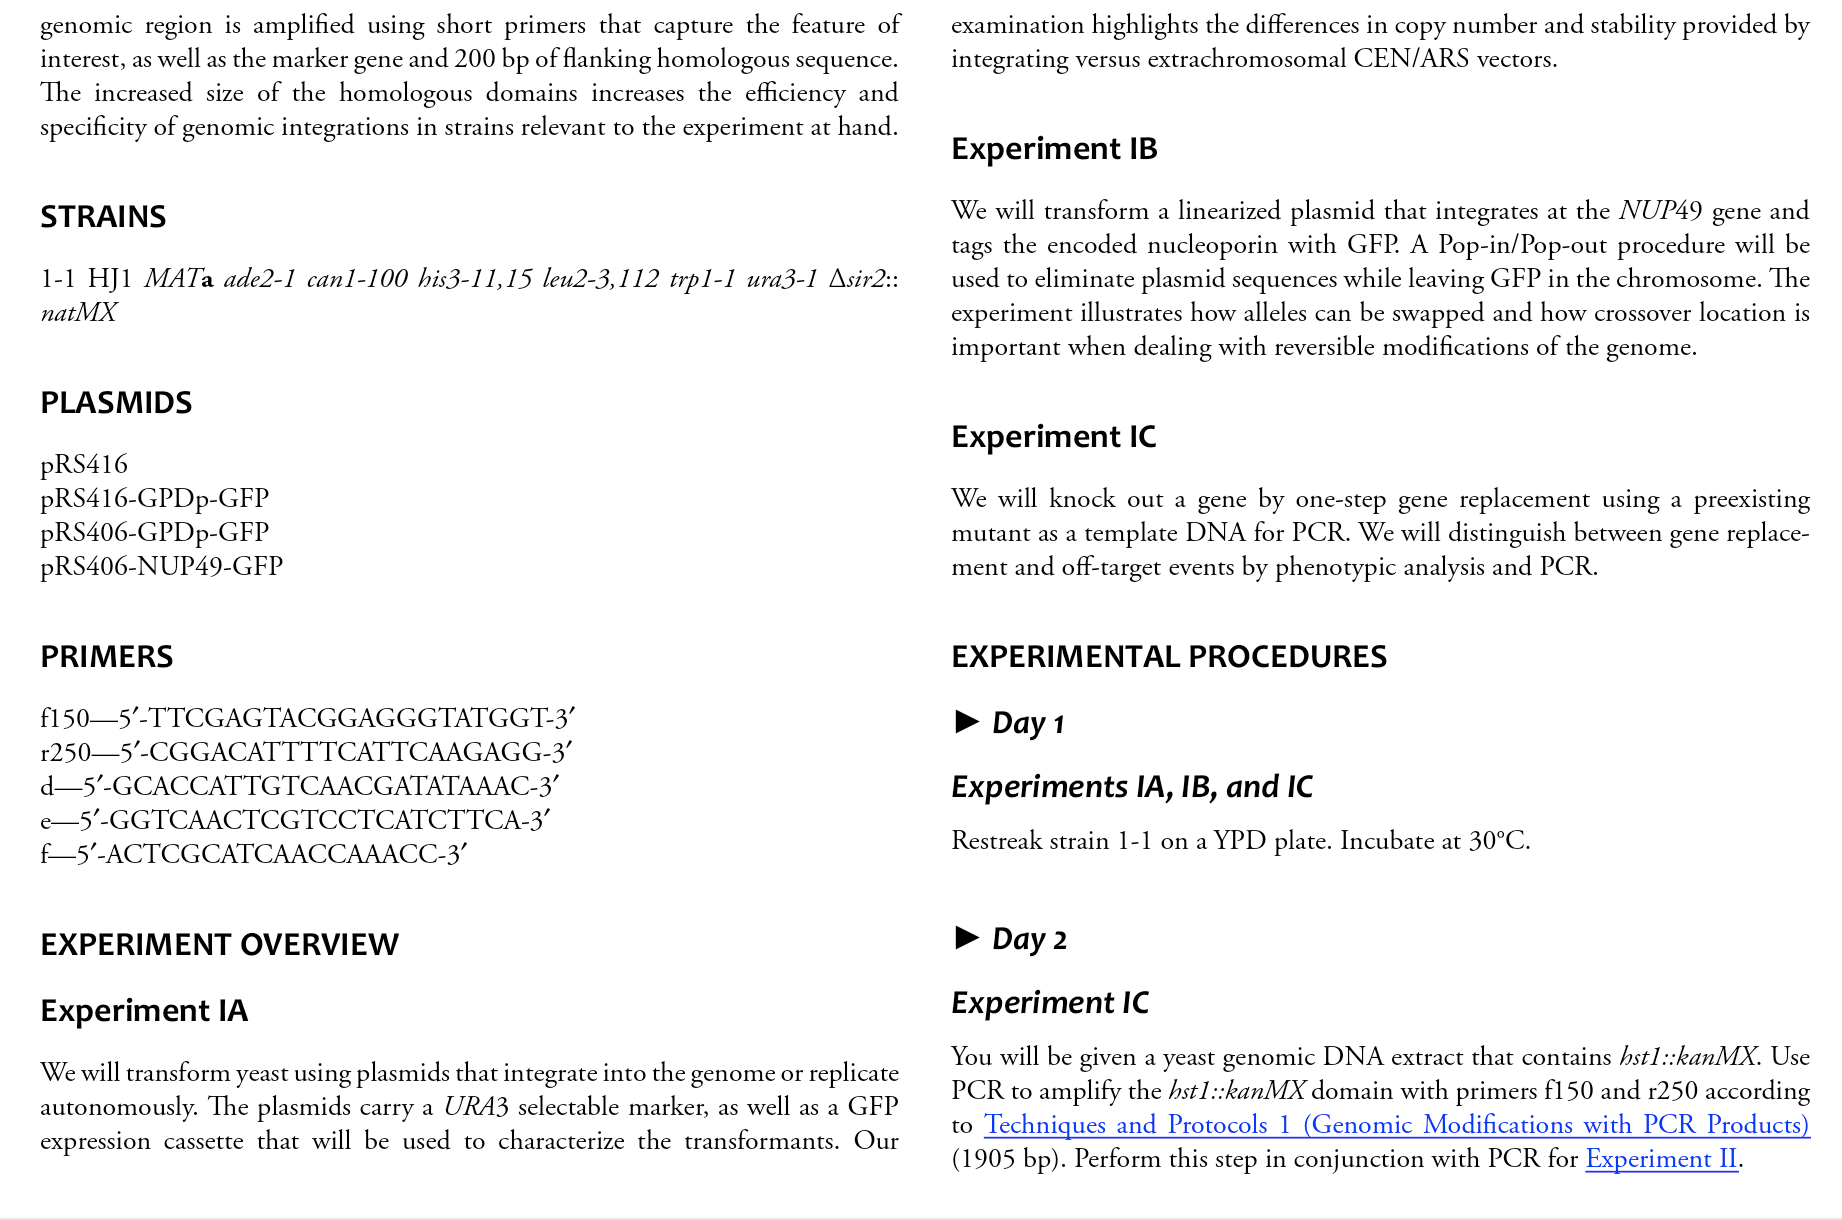 genomic region is amplified using short primers that capture the feature of
interest, as well as the marker gene and 200 bp of flanking homologous sequence.
The increased size of the homologous domains increases the efficiency and
specificity of genomic integrations in strains relevant to the experiment at hand.
STRAINS
1-1 HJ1 MATa ade2-1 can1-100 his3-11,15 leu2-3,112 trp1-1 ura3-1 Δsir2::
natMX
PLASMIDS
pRS416
pRS416-GPDp-GFP
pRS406-GPDp-GFP
pRS406-NUP49-GFP
PRIMERS
f150—5′-TTCGAGTACGGAGGGTATGGT-3′
r250—5′-CGGACATTTTCATTCAAGAGG-3′
d—5′-GCACCATTGTCAACGATATAAAC-3′
e—5′-GGTCAACTCGTCCTCATCTTCA-3′
f—5′-ACTCGCATCAACCAAACC-3′
EXPERIMENT OVERVIEW
Experiment IA
We will transform yeast using plasmids that integrate into the genome or replicate
autonomously. The plasmids carry a URA3 selectable marker, as well as a GFP
expression cassette that will be used to characterize the transformants. Our
examination highlights the differences in copy number and stability provided by
integrating versus extrachromosomal CEN/ARS vectors.
Experiment IB
We will transform a linearized plasmid that integrates at the NUP49 gene and
tags the encoded nucleoporin with GFP. A Pop-in/Pop-out procedure will be
used to eliminate plasmid sequences while leaving GFP in the chromosome. The
experiment illustrates how alleles can be swapped and how crossover location is
important when dealing with reversible modifications of the genome.
Experiment IC
We will knock out a gene by one-step gene replacement using a preexisting
mutant as a template DNA for PCR. We will distinguish between gene replace-
ment and off-target events by phenotypic analysis and PCR.
EXPERIMENTAL PROCEDURES
► Day 1
Experiments IA, IB, and IC
Restreak strain 1-1 on a YPD plate. Incubate at 30°C.
► Day 2
Experiment IC
You will be given a yeast genomic DNA extract that contains hst1::kanMX. Use
PCR to amplify the hst1::kanMX domain with primers f150 and r250 according
to Techniques and Protocols 1 (Genomic Modifications with PCR Products)
(1905 bp). Perform this step in conjunction with PCR for Experiment II.